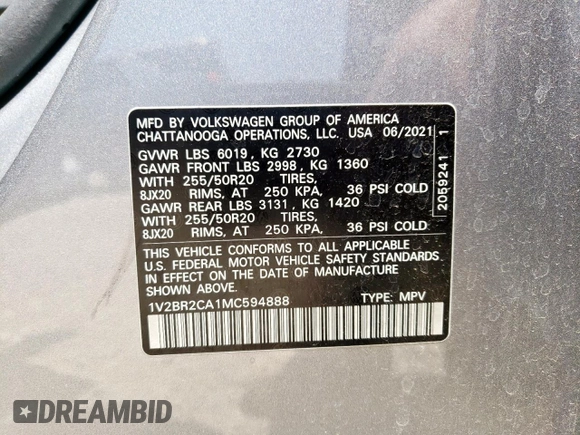 MFD BY VOLKSWAGEN GROUP OF AMERICA
CHATTANOOGA OPERATIONS, LLC. USA 06/2021
GVWR LBS 6019, KG 2730
GAWR FRONT LBS 2998, KG 1360
WITH 255/50R20 TIRES,
8JX20 RIMS, AT 250 KPA, 36 PSI COLD
GAWR REAR LBS 3131, KG 1420
WITH 255/50R20 TIRES,
8JX20 RIMS, AT 250 KPA, 36 PSI COLD
THIS VEHICLE CONFORMS TO ALL APPLICABLE
U.S. FEDERAL MOTOR VEHICLE SAFETY STANDARDS
IN EFFECT ON THE DATE OF MANUFACTURE
SHOWN ABOVE.
1V2BR2CA1MC594888 TYPE: MPV
2059241 1
DREAMBID